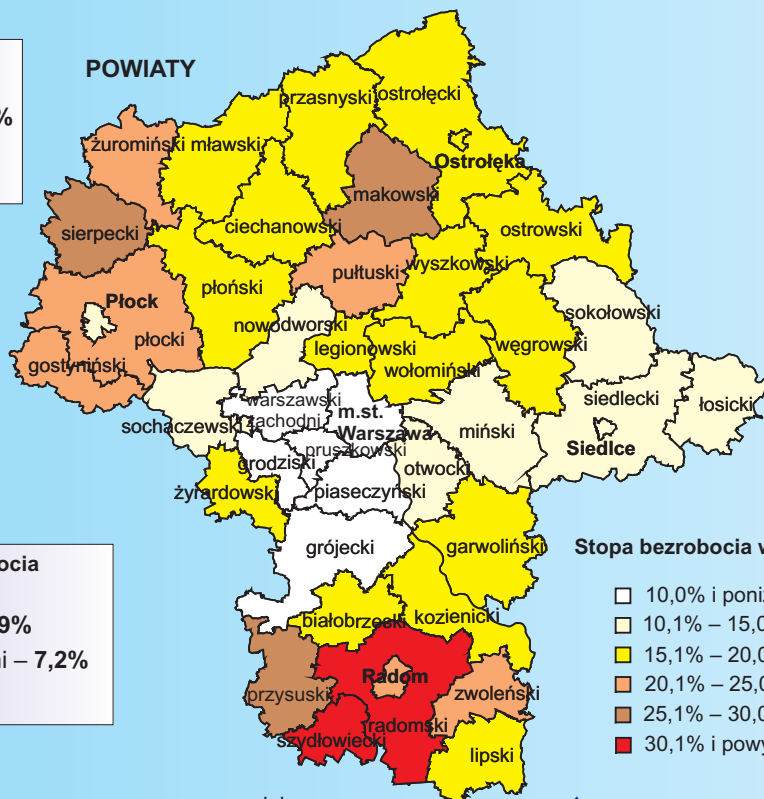 POWIATY
%
przasnyski
ostrołęcki
żuromiński
mławski
Ostrołęka
makowski
sierpecki
ciechanowski
ostrowski
wyszkowski
pułtuski
płoński
Płock
sokołowski
nowodworski
płocki
legionowski
węgrowski
gostyniński
wołomiński
siedlecki
warszawski
zachodni
m.st.
Warszawa
łosicki
sochaczewski
miński
Siedlce
pruszkowski
grodziski
otwocki
żyrardowski
piaseczyński
grójecki
garwoliński
białobrzeski
kozienicki
Radom
przysuski
zwoleński
radomski
szydłowiecki
lipski
ocia
9%
i – 7,2%
Stopa bezrobocia w
10,0% i poniż
10,1% – 15,0
15,1% – 20,0
20,1% – 25,0
25,1% – 30,0
30,1% i powy